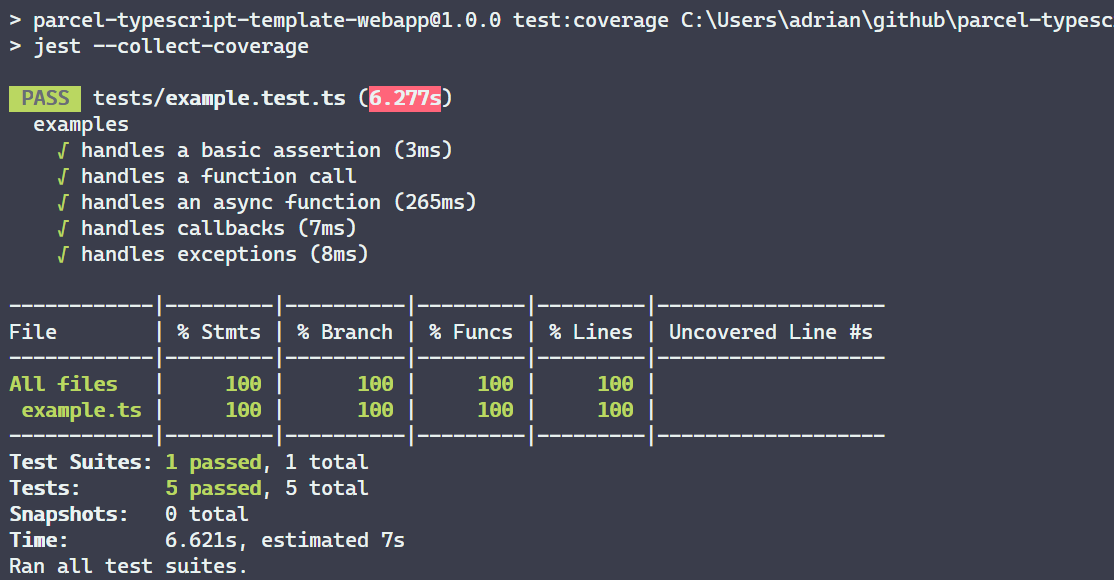 > parcel-typescript-template-webapp@1.0.0 test:coverage C:\Users\adrian\github\parcel-typesc
> jest --collect-coverage
PASS tests/example.test.ts (6.277s)
examples
√ handles a basic assertion (3ms)
√ handles a function call
√ handles an async function (265ms)
√ handles callbacks (7ms)
√ handles exceptions (8ms)
------------|---------|----------|---------|---------|-------------------
File        | % Stmts | % Branch | % Funcs | % Lines | Uncovered Line #s
------------|---------|----------|---------|---------|-------------------
All files   |     100 |      100 |     100 |     100 |
 example.ts |     100 |      100 |     100 |     100 |
------------|---------|----------|---------|---------|-------------------
Test Suites: 1 passed, 1 total
Tests:       5 passed, 5 total
Snapshots:   0 total
Time:        6.621s, estimated 7s
Ran all test suites.